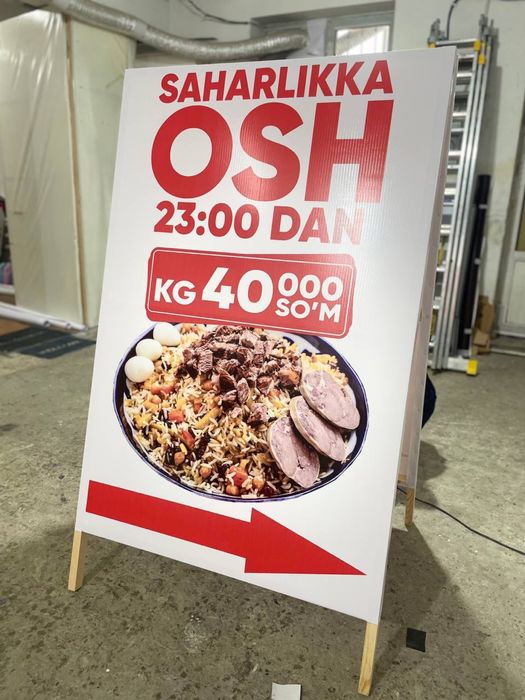 SAHARLIKKA
OSH
23:00 DAN
KG 40 000
SO'M